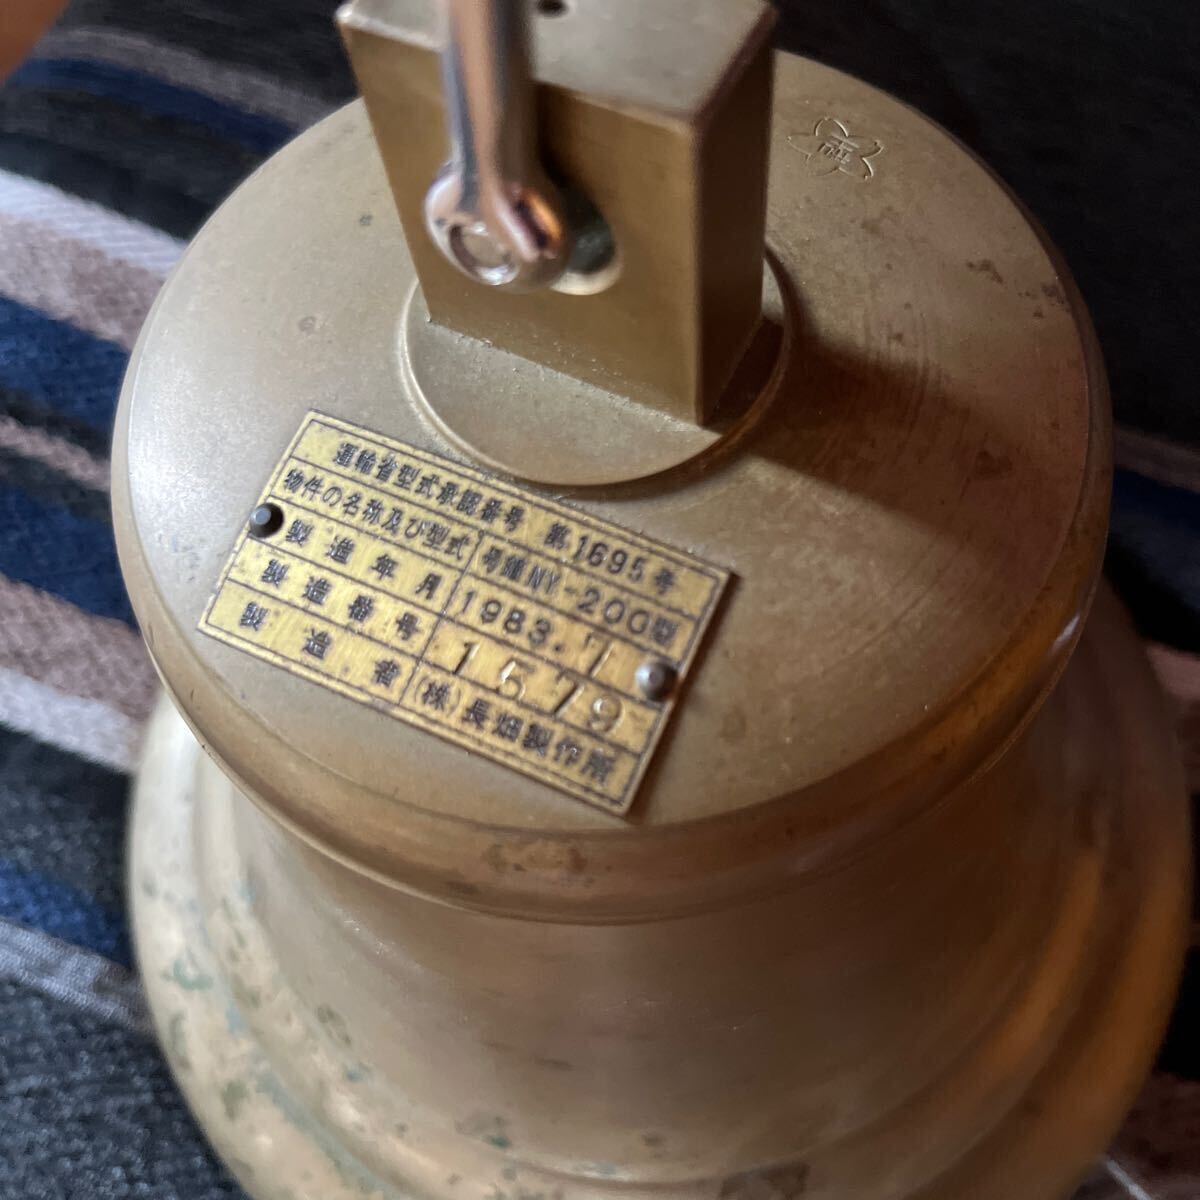 運輸省型式承認番号 第1695号
物件の名称及び型式 号鐘NY-200型
製造年月 1983.7
製造番号 1579
製造者 (株)長畑製作所